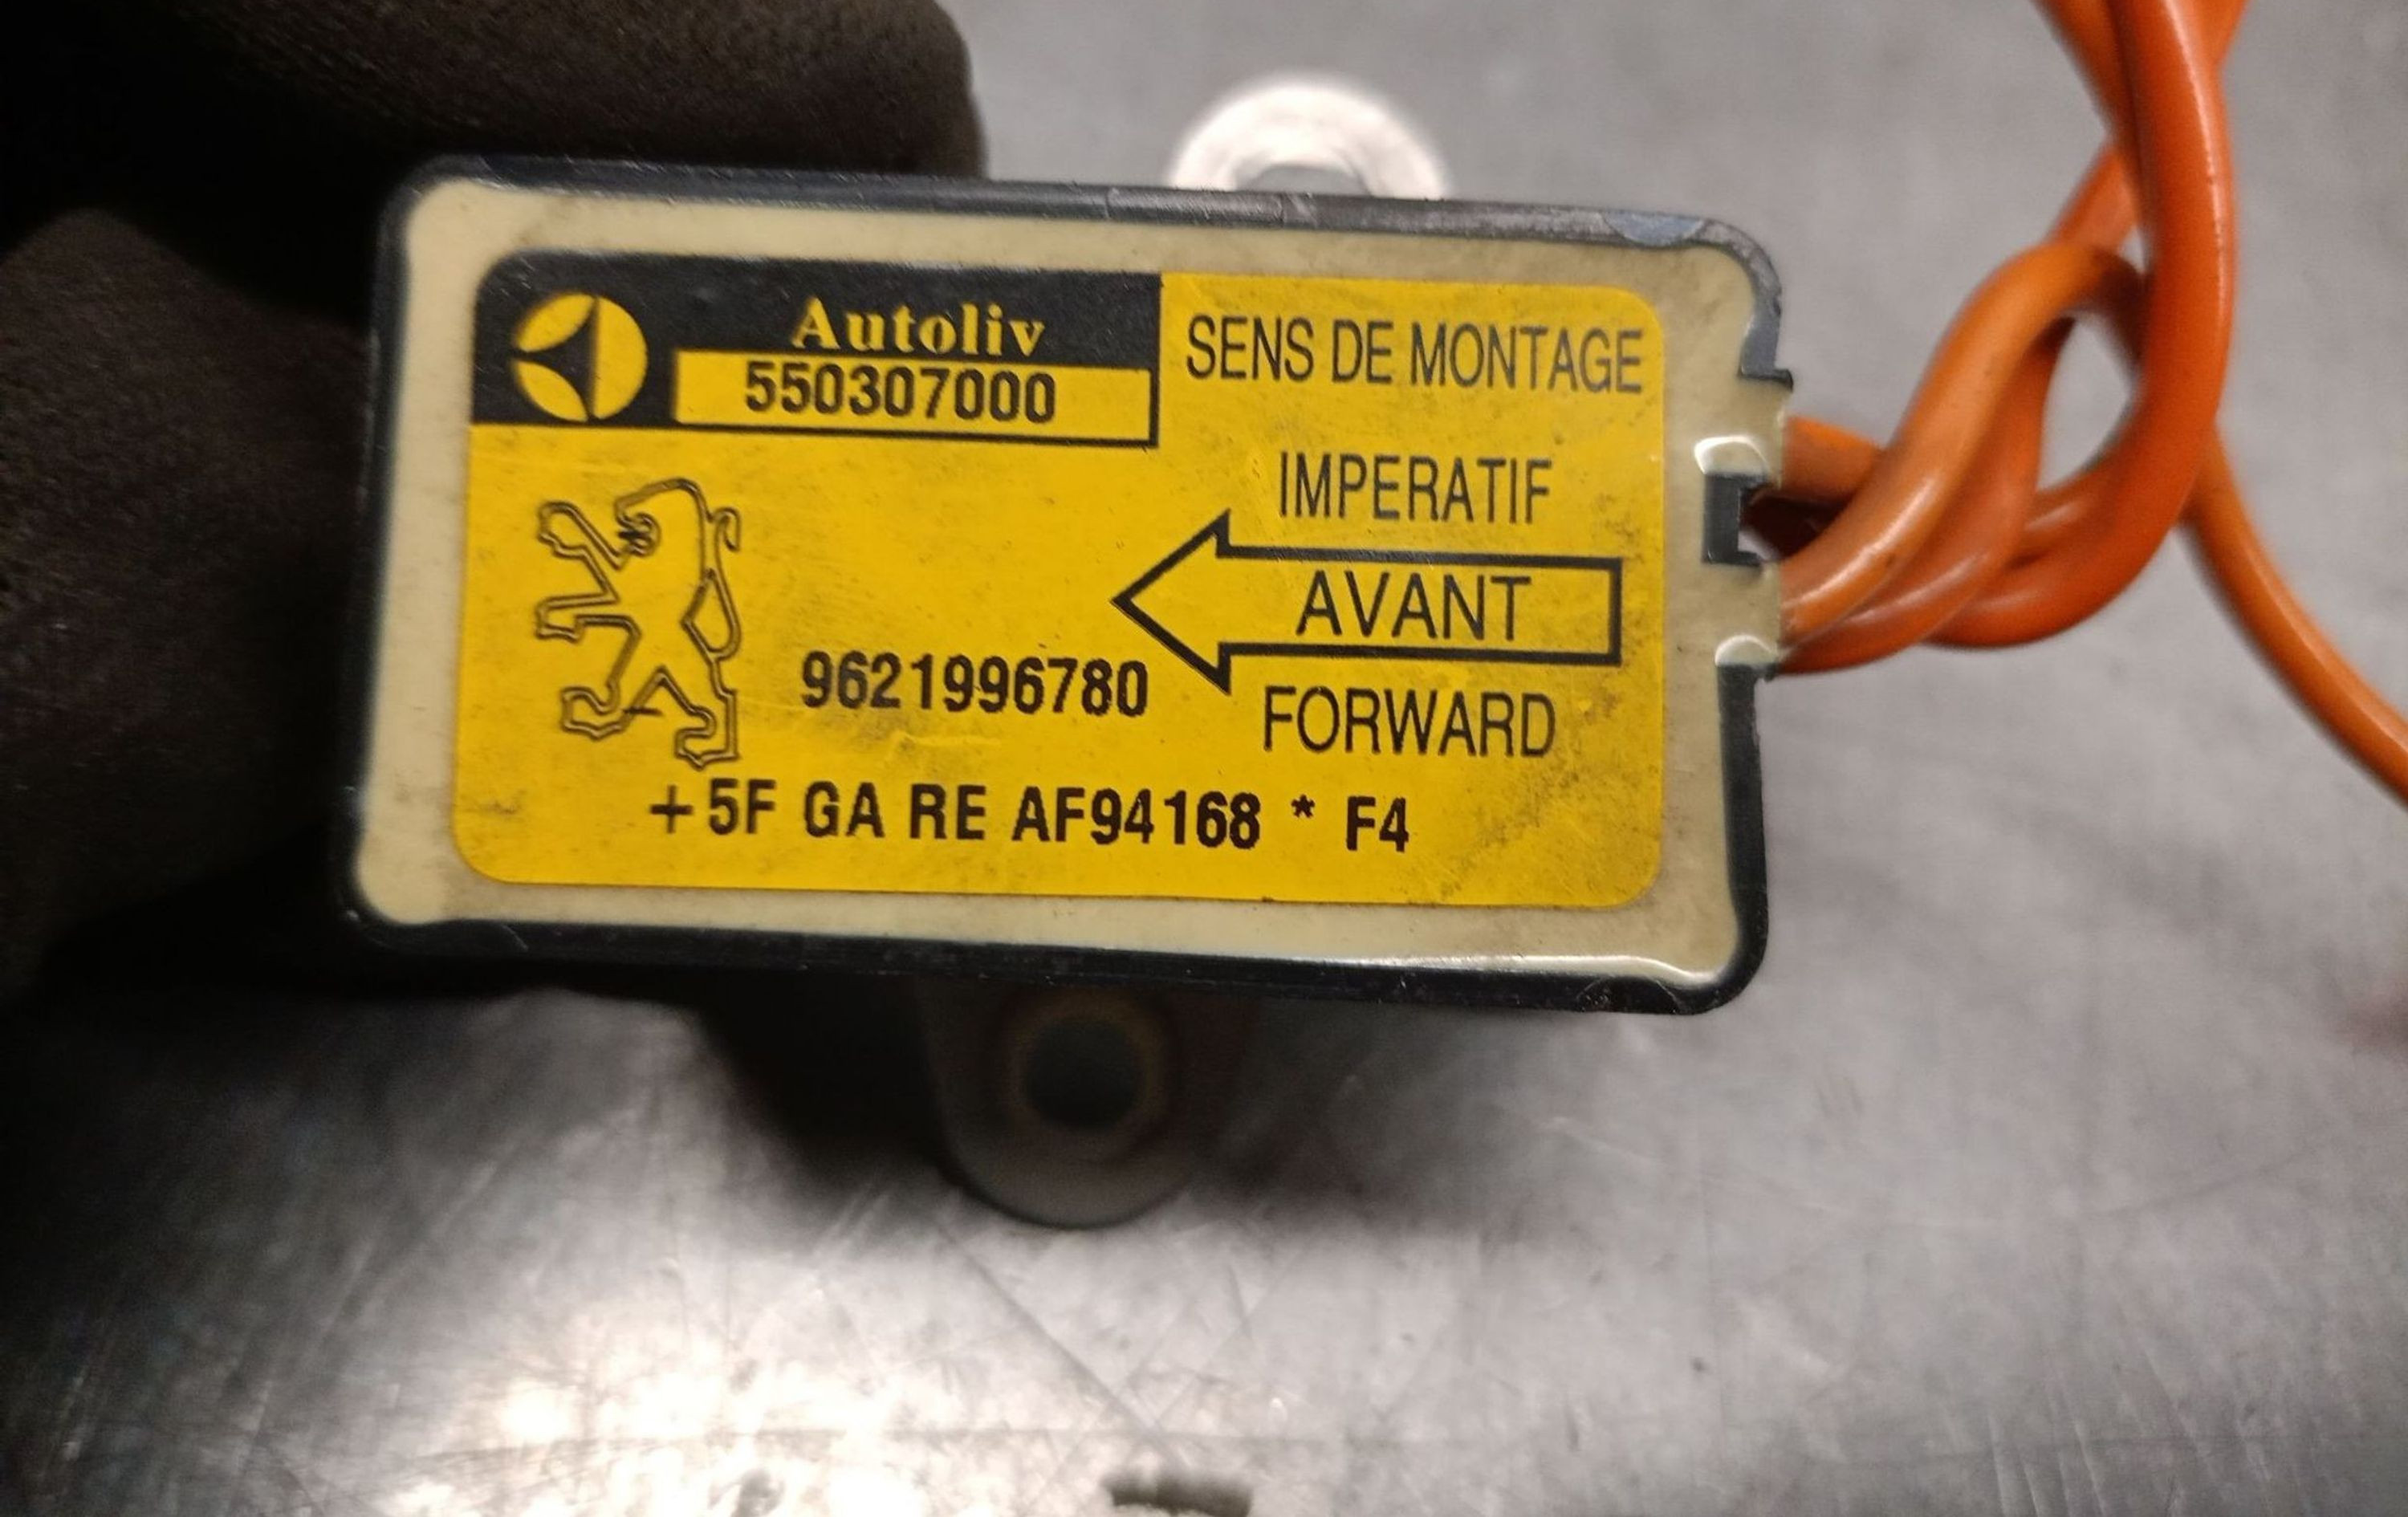 Autoliv
550307000
SENS DE MONTAGE
IMPERATIF
AVANT
FORWARD
9621996780
+5F GA RE AF94168 * F4